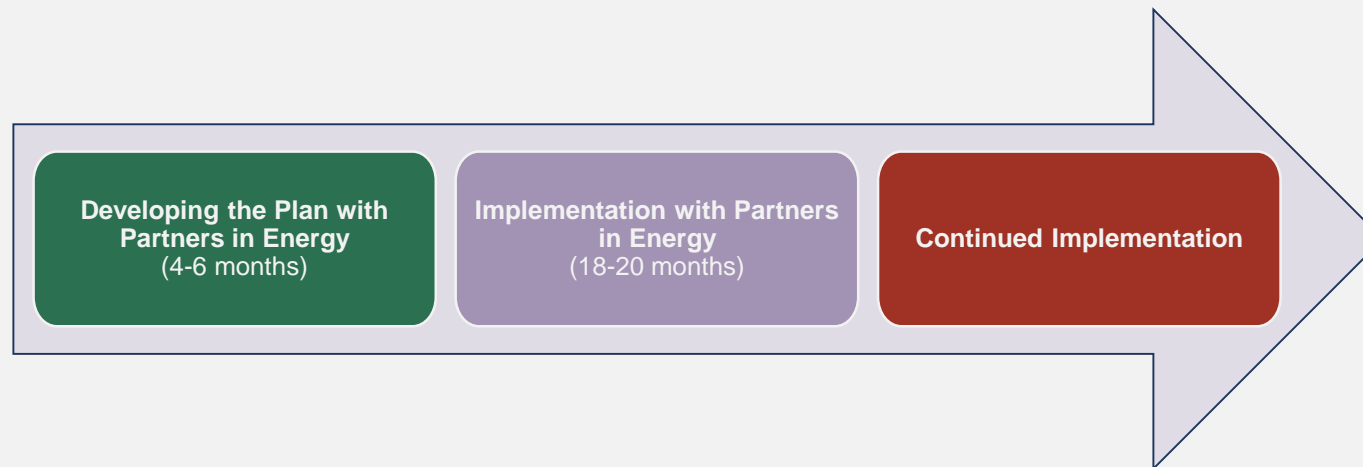 Developing the Plan with
Partners in Energy
(4-6 months)
Implementation with Partners
in Energy
(18-20 months)
Continued Implementation